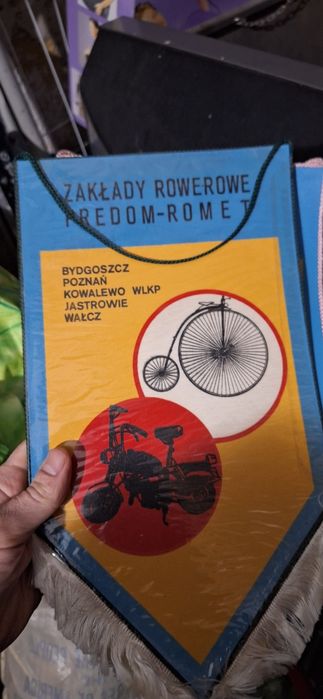 ZAKŁADY ROWEROWE
PREDOM-ROMET
BYDGOSZCZ
POZNAŃ
KOWALEWO WLKP
JASTROWIE
WAŁCZ